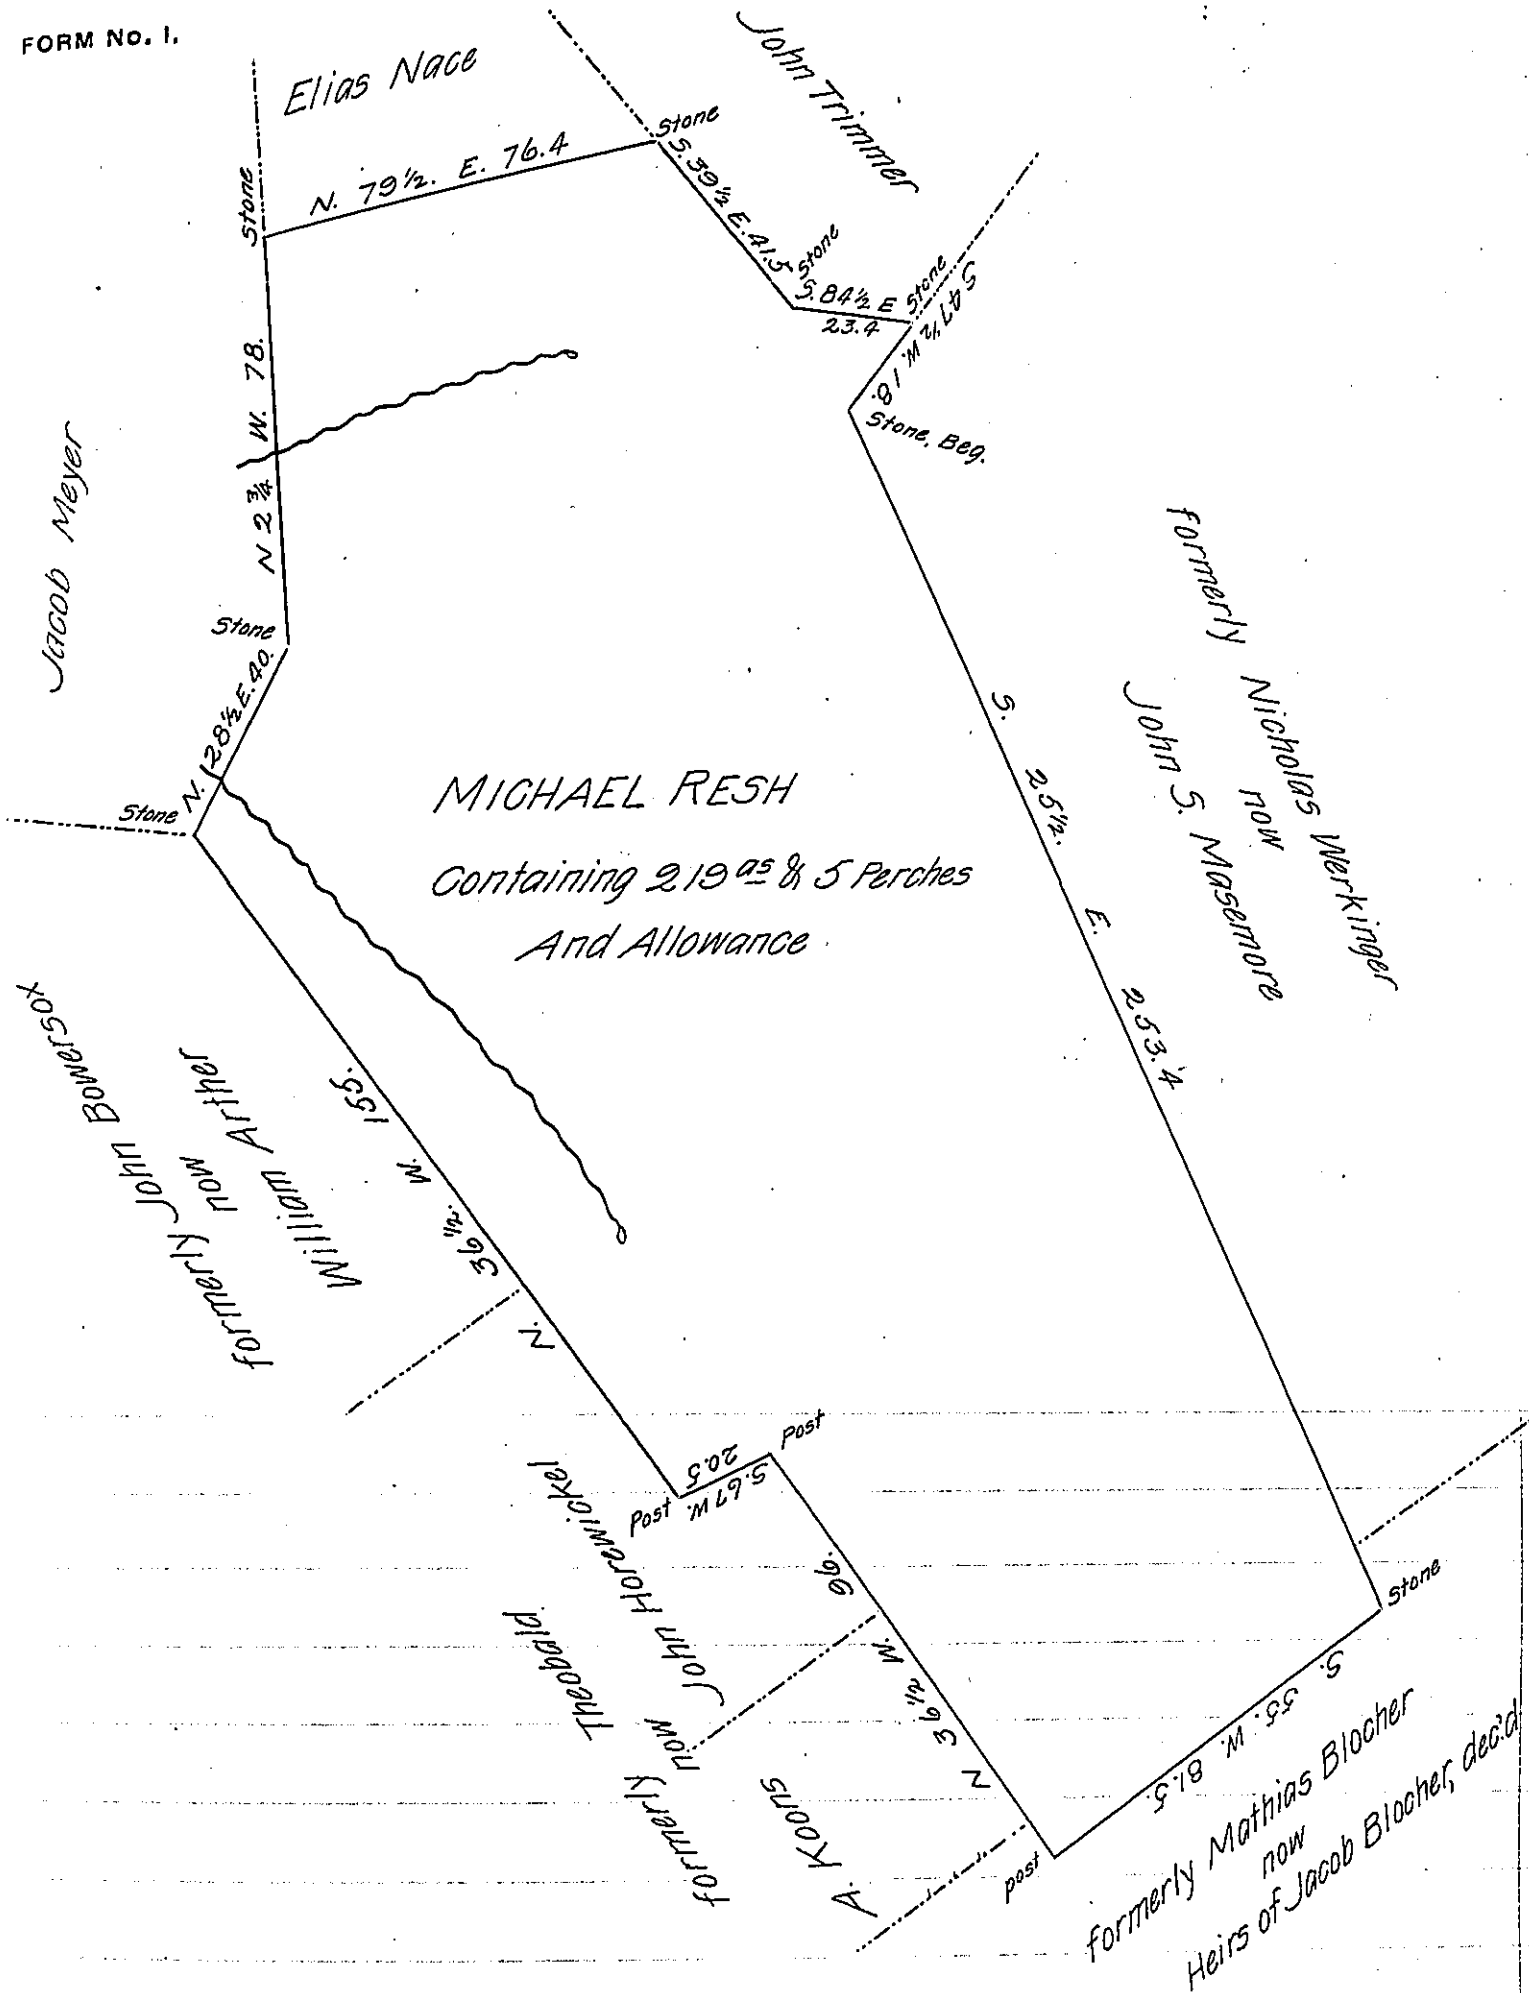 FORM No. 1.
Elias Nace
John Trimmer
Stone
N. 79½. E. 76.4
Stone
S. 39½ E. 41.5
Stone
S. 84½ E
23.4
Stone
S 47½ W. 18.
Stone, Beg.
N 2¾ W. 78.
Jacob Meyer
Stone
N. 28½ E. 40.
Stone
MICHAEL RESH
Containing 219 as & 5 Perches
And Allowance
S. 25½. E. 253.4
formerly Nicholas Werkinger
now
John S. Masemore
formerly John Bowersox
now
William Arther
N. 36½. W. 155.
Post
S. 67 W.
20.5
Post
N 36½ W. 96.
formerly Theobald
now John Horewickel
A. Koons
post
S. 55. W. 81.5.
Stone
formerly Mathias Blocher
now
Heirs of Jacob Blocher, dec'd